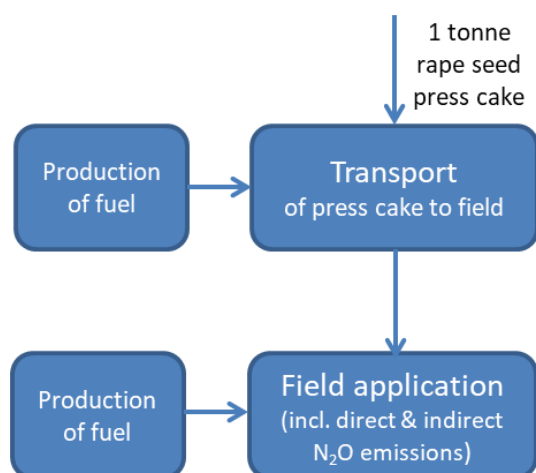 1 tonne
rape seed
press cake
Production
of fuel
Transport
of press cake to field
Production
of fuel
Field application
(incl. direct & indirect
N₂O emissions)